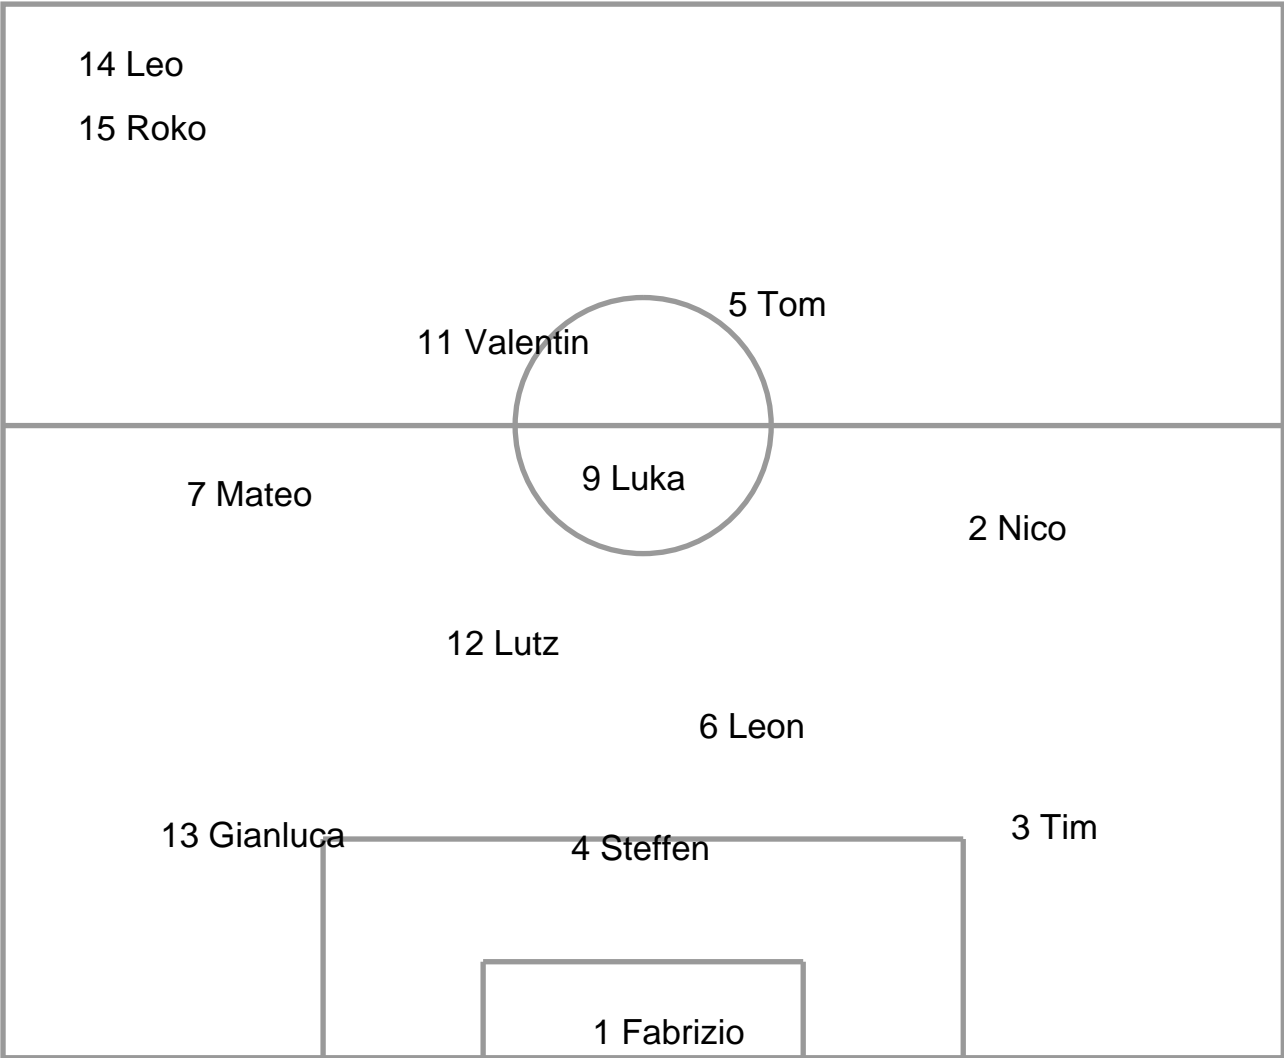 14 Leo
15 Roko
5 Tom
11 Valentin
9 Luka
7 Mateo
2 Nico
12 Lutz
6 Leon
3 Tim
13 Gianluca
4 Steffen
1 Fabrizio